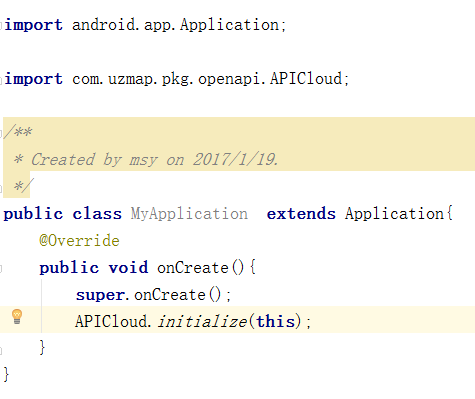 import android.app.Application;
import com.uzmap.pkg.openapi.APICloud;
/**
* Created by msy on 2017/1/19.
*/
public class MyApplication extends Application{
@Override
public void onCreate(){
super.onCreate();
APICloud.initialize(this);
}
}